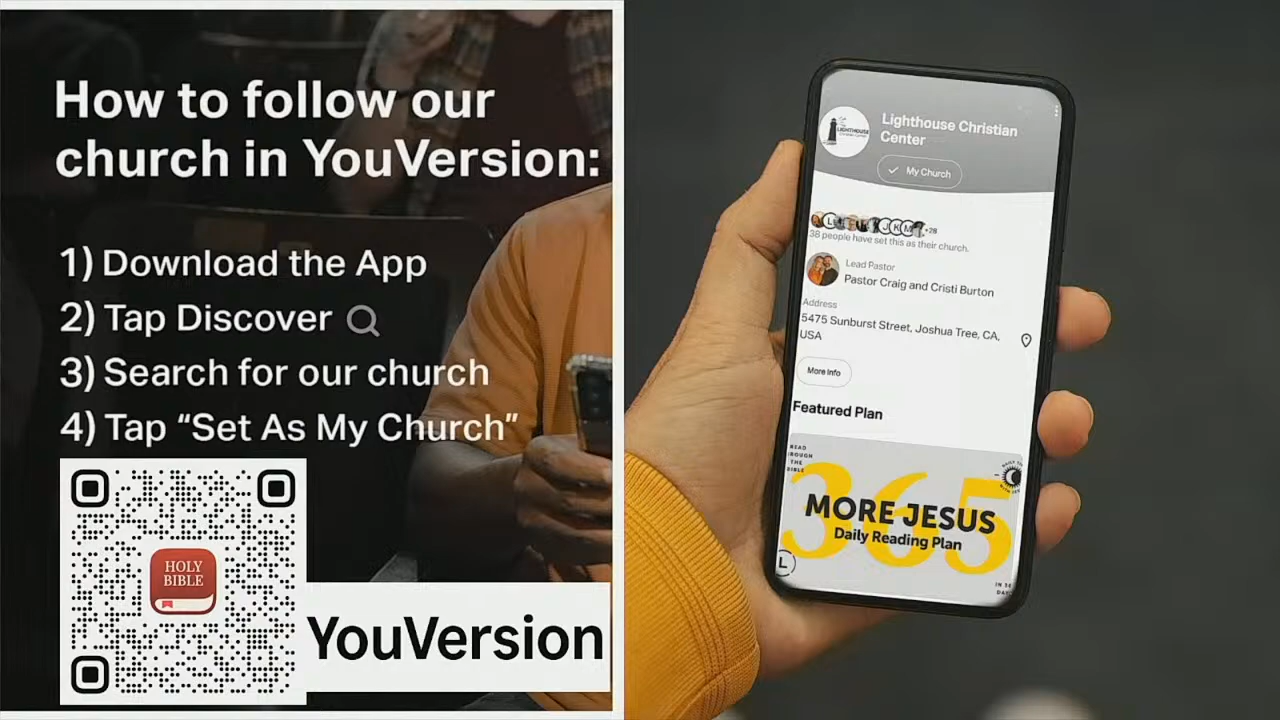 How to follow our
church in YouVersion:
1) Download the App
2) Tap Discover
3) Search for our church
4) Tap “Set As My Church”
HOLY
BIBLE
YouVersion
LIGHTHOUSE
Lighthouse Christian
Center
My Church
+28
38 people have set this as their church.
Lead Pastor
Pastor Craig and Cristi Burton
Address
5475 Sunburst Street, Joshua Tree, CA,
USA
More Info
Featured Plan
READ
THE
BIBLE
365
MORE JESUS
Daily Reading Plan
L